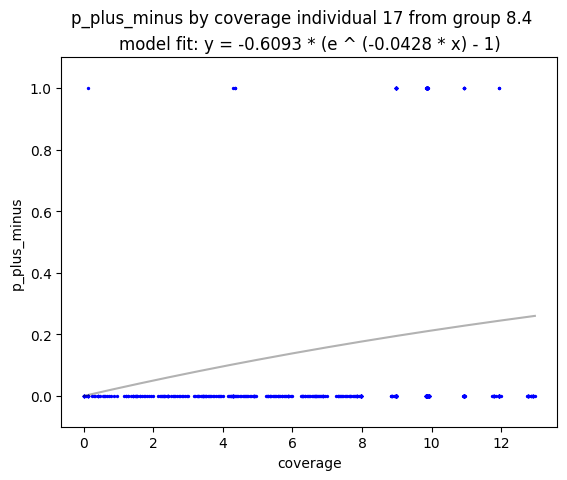 p_plus_minus by coverage individual 17 from group 8.4
model fit: y = -0.6093 * (e ^ (-0.0428 * x) - 1)
1.0
0.8
0.6
0.4
0.2
0.0
p_plus_minus
0 2 4 6 8 10 12
coverage